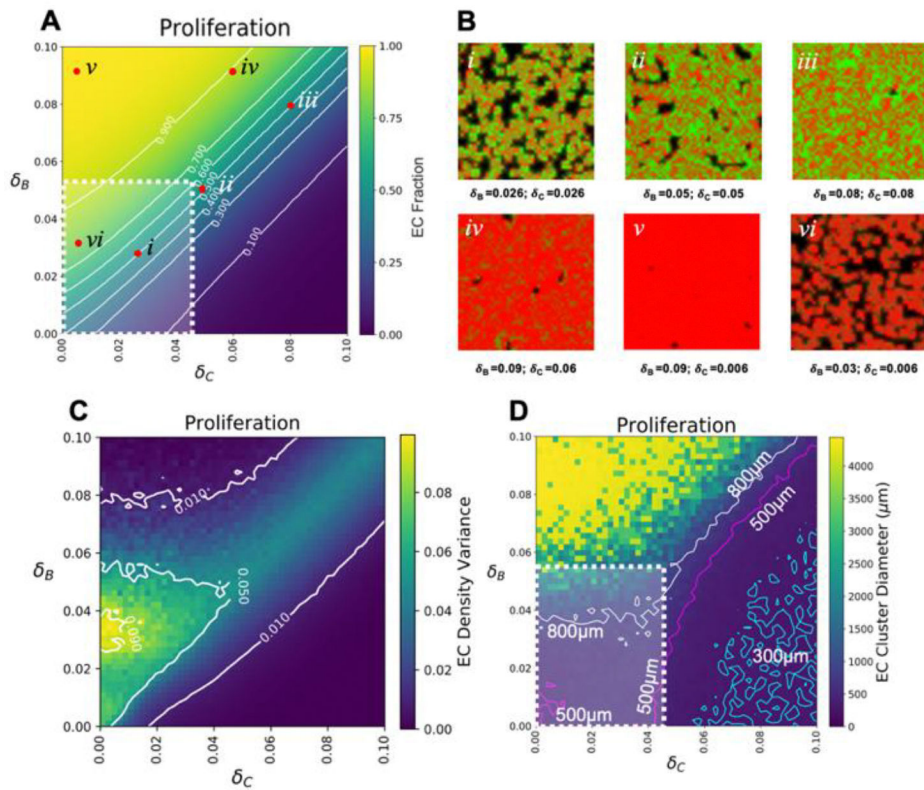 A
Proliferation
0.10
0.08
0.06
0.04
0.02
0.00
δB
v
iv
iii
ii
vi
i
0.900
0.700
0.600
0.500
0.400
0.300
0.100
0.00
0.02
0.04
0.06
0.08
0.10
δC
1.00
0.75
0.50
0.25
0.00
EC Fraction
B
i
ii
iii
δB=0.026; δC=0.026
δB=0.05; δC=0.05
δB=0.08; δC=0.08
iv
v
vi
δB=0.09; δC=0.06
δB=0.09; δC=0.006
δB=0.03; δC=0.006
C
Proliferation
0.10
0.08
0.06
0.04
0.02
0.00
δB
0.010
0.050
0.090
0.010
0.00
0.02
0.04
0.06
0.08
0.10
δC
0.08
0.06
0.04
0.02
0.00
EC Density Variance
D
Proliferation
0.10
0.08
0.06
0.04
0.02
0.00
δB
800μm
500μm
800μm
300μm
500μm
500μm
0.00
0.02
0.04
0.06
0.08
0.10
δC
4000
3500
3000
2500
2000
1500
1000
500
0
EC Cluster Diameter (μm)